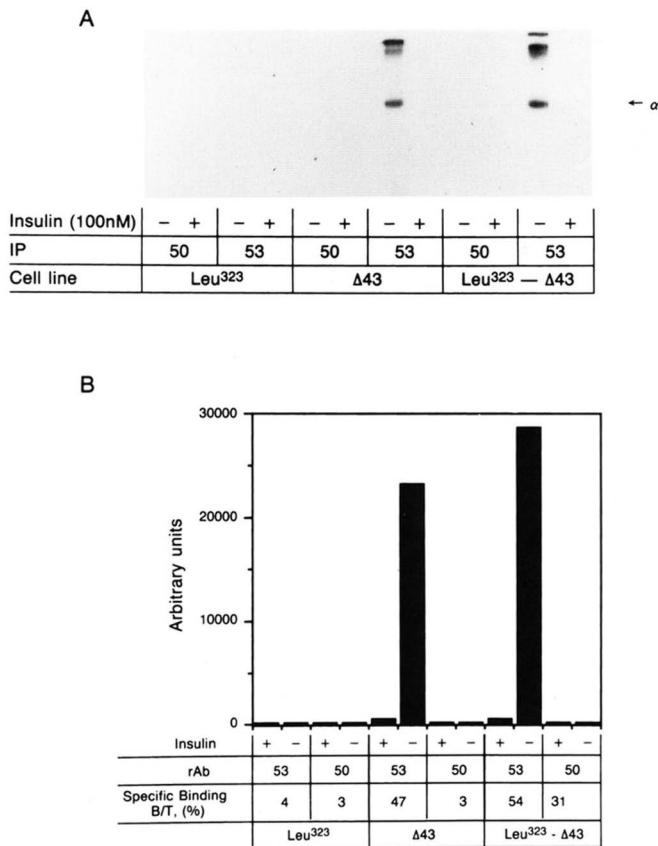 A
← α
Insulin (100nM) − + − + − + − + − + − +
IP 50 53 50 53 50 53
Cell line Leu³²³ Δ43 Leu³²³ — Δ43
B
30000
20000
10000
0
Arbitrary units
Insulin + − + − + − + − + − + −
rAb 53 50 53 50 53 50
Specific Binding
B/T, (%) 4 3 47 3 54 31
Leu³²³ Δ43 Leu³²³ - Δ43